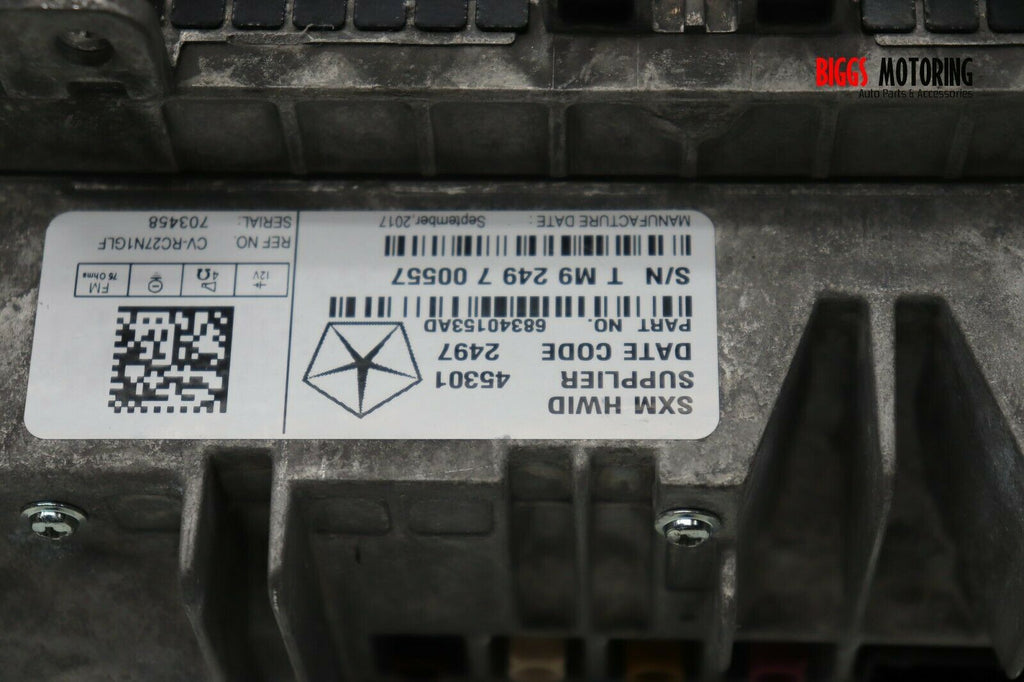 BIGGS MOTORING
Auto Parts & Accessories
SXM HWID
SUPPLIER 45301
DATE CODE 2497
PART NO. 68340153AD
S/N T M9 249 7 00557
MANUFACTURE DATE: September,2017
12V 4Ω FM 75 Ohms
REF NO. CV-RC27N1GLF
SERIAL: 703458